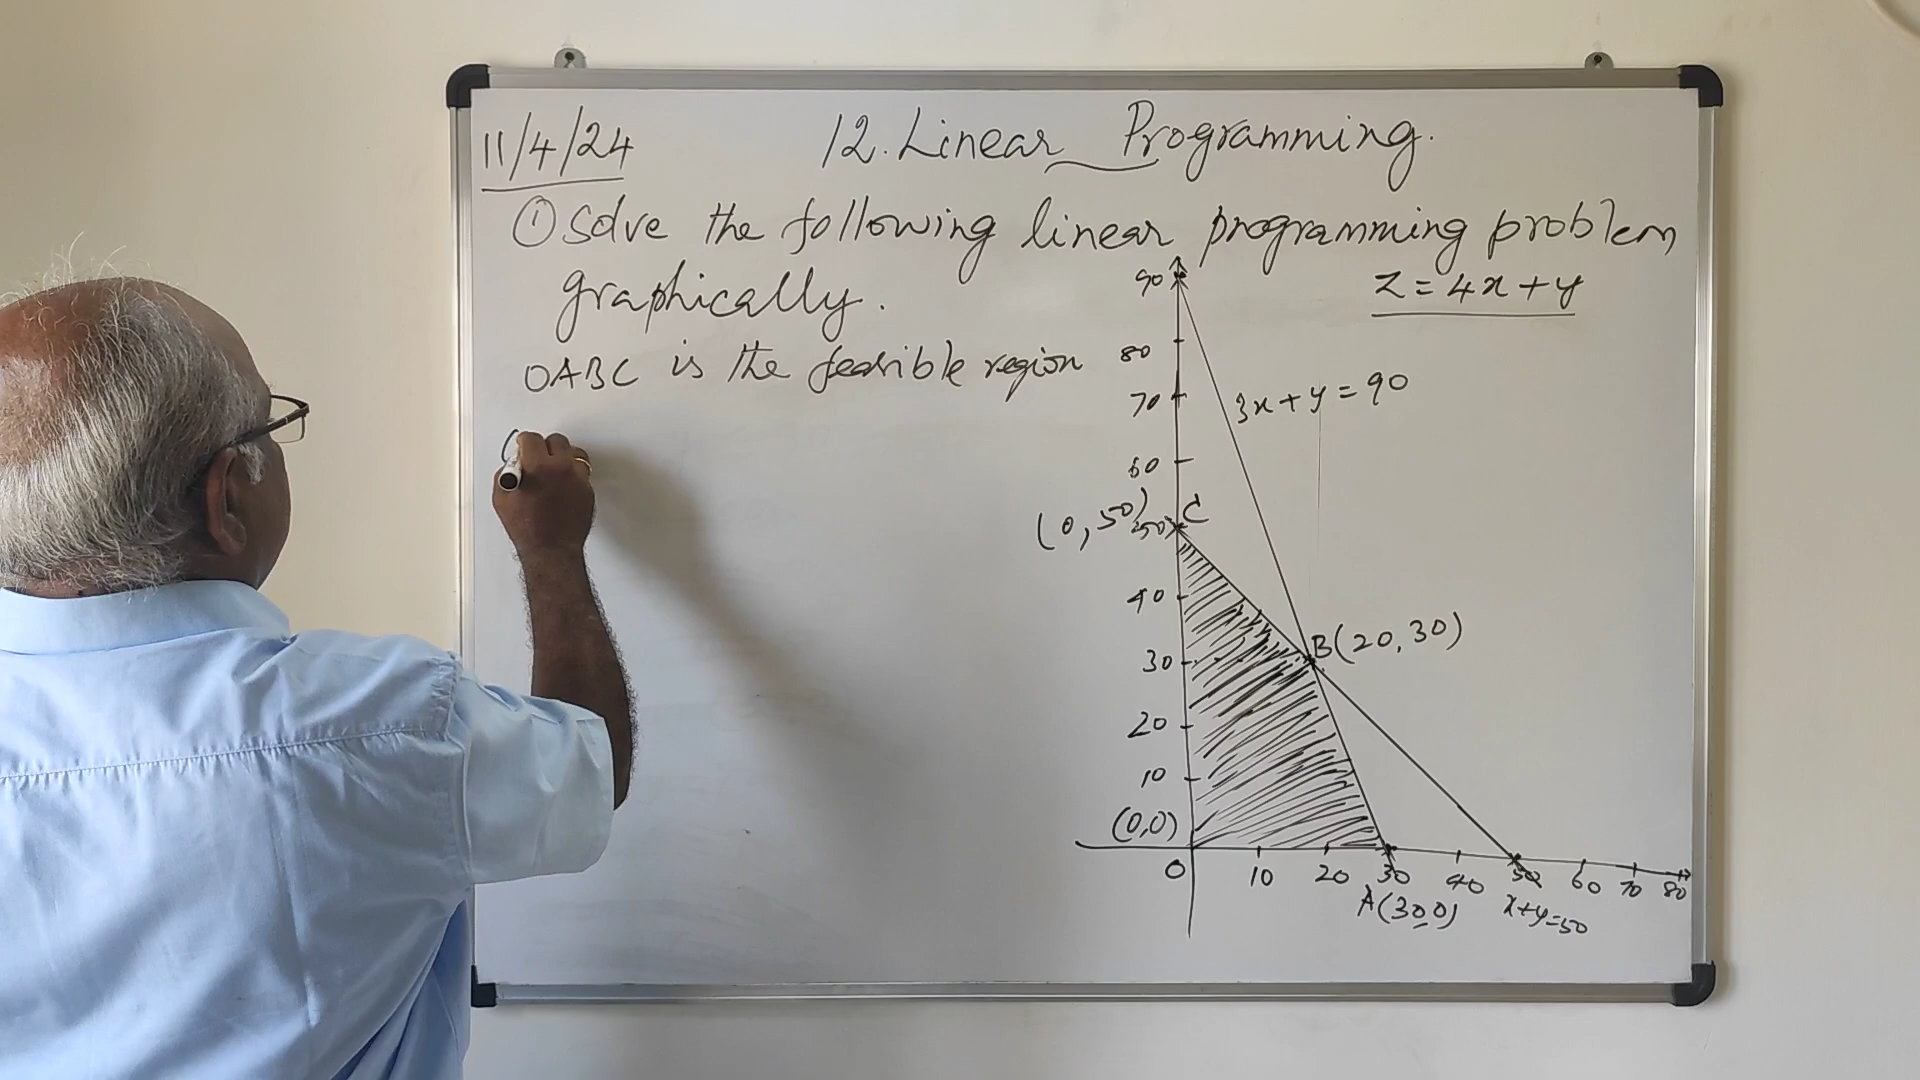 11/4/24
12. Linear Programming.
① Solve the following linear programming problem
graphically.
Z = 4x + y
OABC is the feasible region
90
80
3x + y = 90
70
60
(0, 50) 50 C
40
B(20, 30)
30
20
10
(0,0)
0 10 20 30 40 50 60 70 80
A(30,0) x+y=50